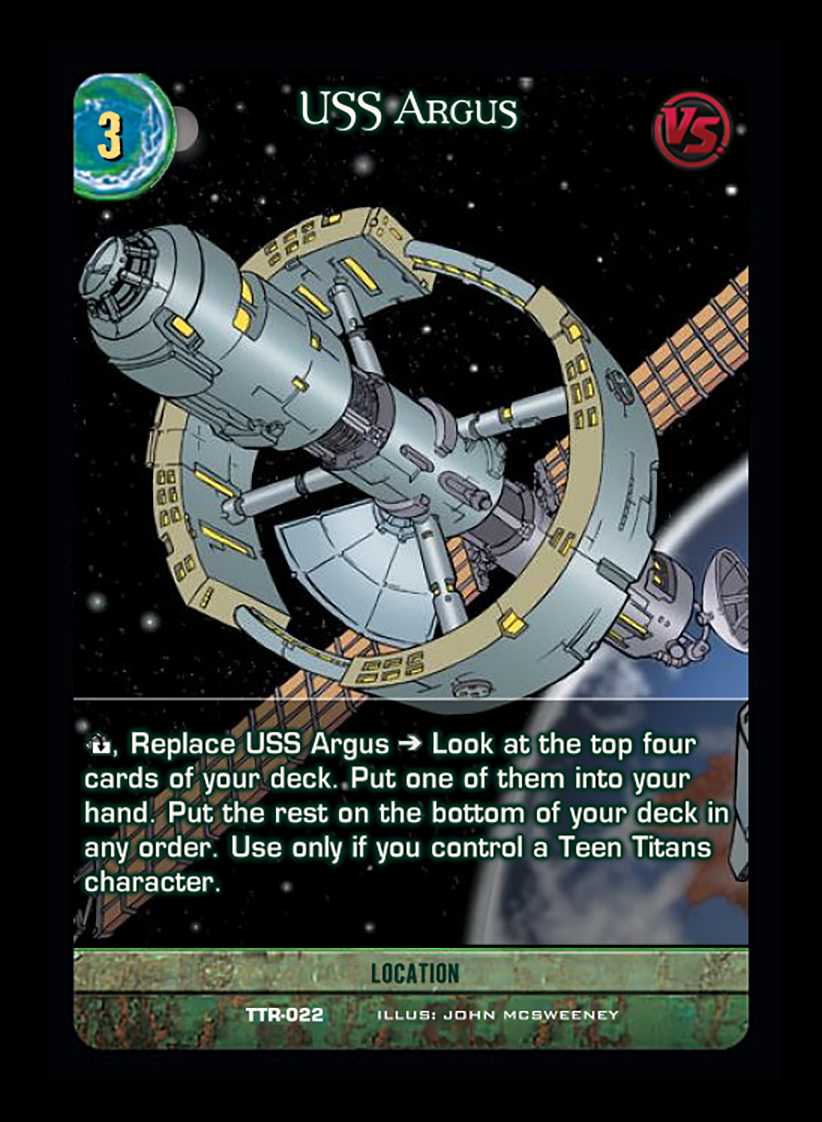 3
USS Argus
VS.
, Replace USS Argus ➔ Look at the top four
cards of your deck. Put one of them into your
hand. Put the rest on the bottom of your deck in
any order. Use only if you control a Teen Titans
character.
LOCATION
TTR-022 ILLUS: JOHN MCSWEENEY